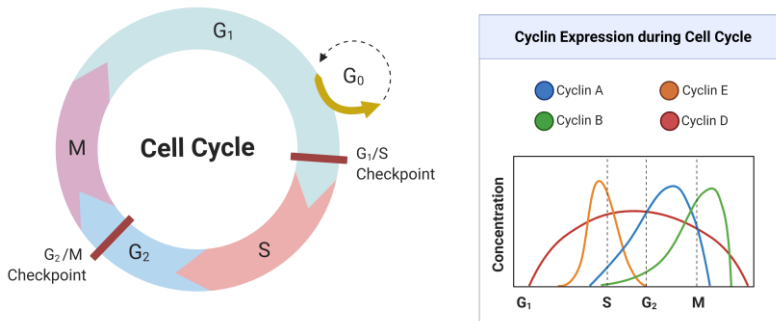 G₁
G₀
M
Cell Cycle
G₁/S
Checkpoint
G₂/M
Checkpoint
G₂
S
Cyclin Expression during Cell Cycle
Cyclin A
Cyclin E
Cyclin B
Cyclin D
Concentration
G₁ S G₂ M